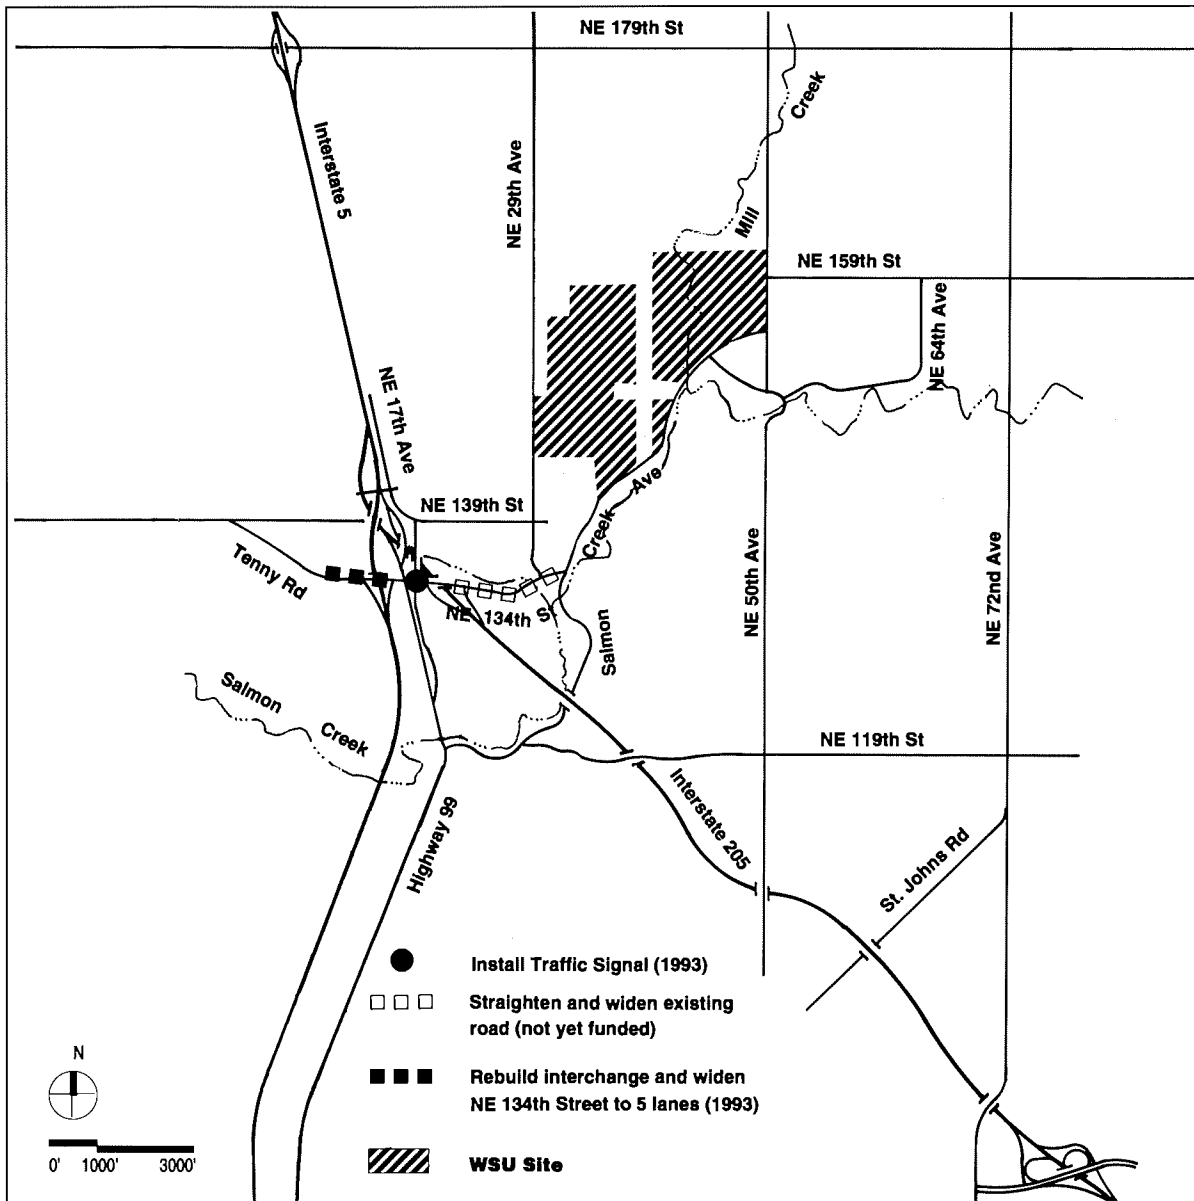 NE 179th St
Creek
Interstate 5
NE 29th Ave
Mill
NE 159th St
NE 64th Ave
NE 17th Ave
Ave
NE 139th St
Creek
Tenny Rd
NE 134th St
Salmon
NE 50th Ave
NE 72nd Ave
Salmon
Creek
NE 119th St
Interstate 205
Highway 99
St. Johns Rd
Install Traffic Signal (1993)
Straighten and widen existing
road (not yet funded)
N
Rebuild interchange and widen
NE 134th Street to 5 lanes (1993)
0' 1000' 3000'
WSU Site